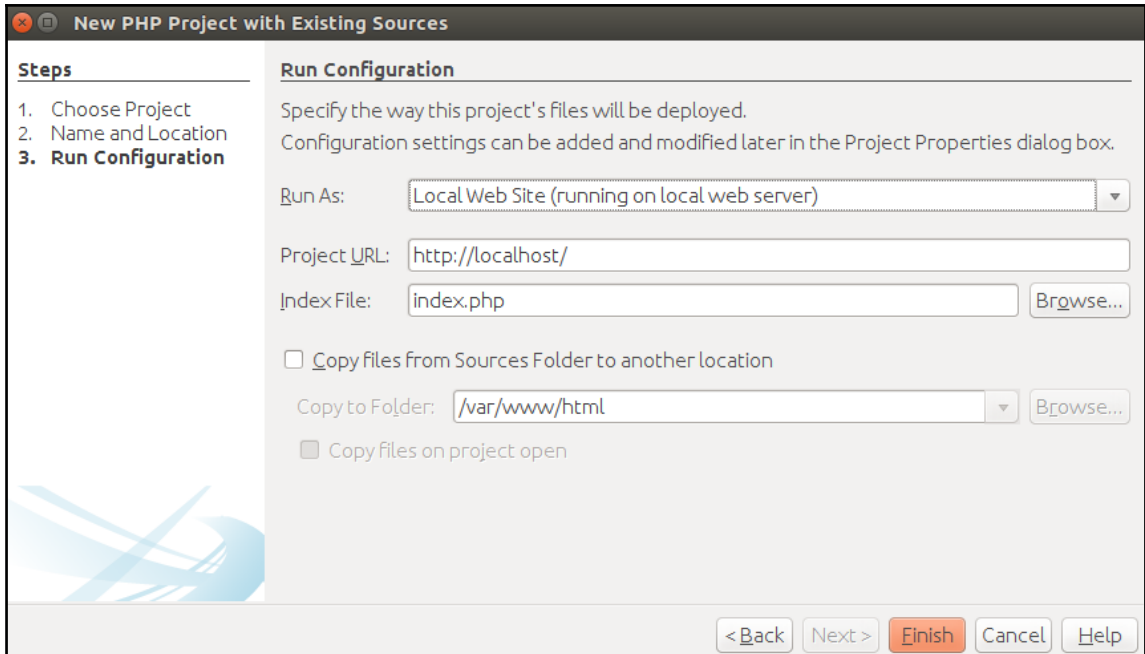 New PHP Project with Existing Sources
Steps
1. Choose Project
2. Name and Location
3. Run Configuration
Run Configuration
Specify the way this project's files will be deployed.
Configuration settings can be added and modified later in the Project Properties dialog box.
Run As: Local Web Site (running on local web server)
Project URL: http://localhost/
Index File: index.php Browse...
Copy files from Sources Folder to another location
Copy to Folder: /var/www/html Browse...
Copy files on project open
< Back Next > Finish Cancel Help